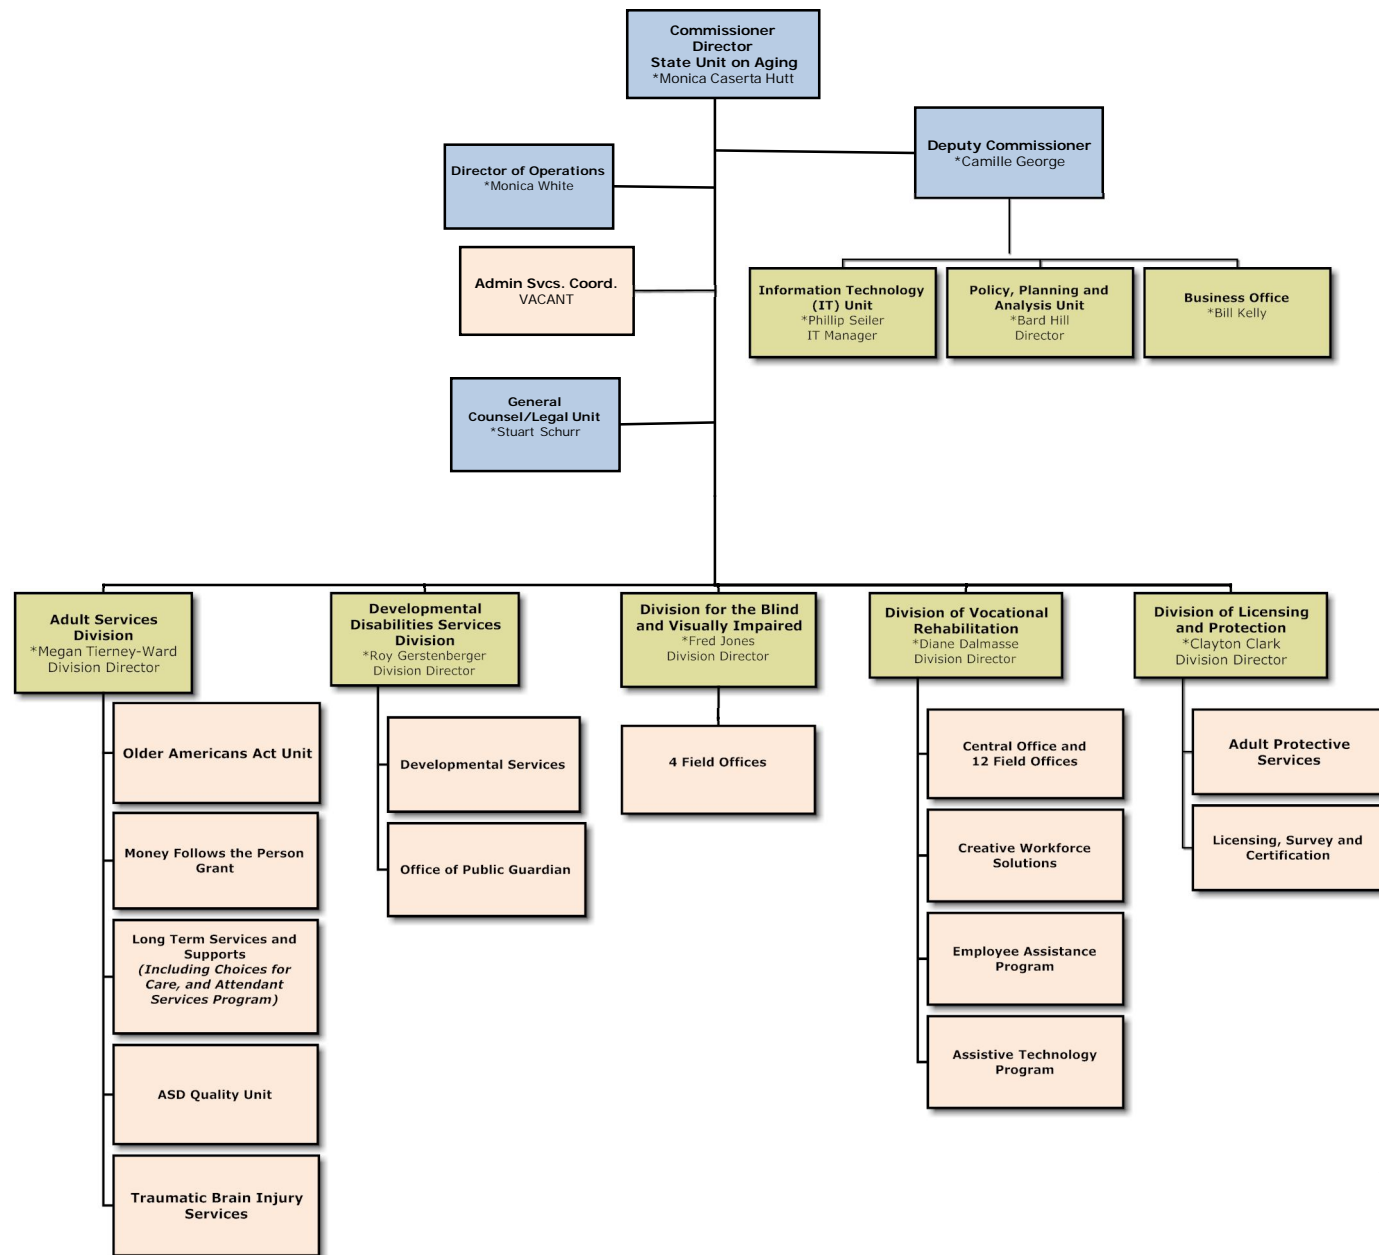 Commissioner
Director
State Unit on Aging
*Monica Caserta Hutt
Deputy Commissioner
*Camille George
Director of Operations
*Monica White
Admin Svcs. Coord.
VACANT
Information Technology
(IT) Unit
*Phillip Seiler
IT Manager
Policy, Planning and
Analysis Unit
*Bard Hill
Director
Business Office
*Bill Kelly
General
Counsel/Legal Unit
*Stuart Schurr
Adult Services
Division
*Megan Tierney-Ward
Division Director
Older Americans Act Unit
Money Follows the Person
Grant
Long Term Services and
Supports
(Including Choices for
Care, and Attendant
Services Program)
ASD Quality Unit
Traumatic Brain Injury
Services
Developmental
Disabilities Services
Division
*Roy Gerstenberger
Division Director
Developmental Services
Office of Public Guardian
Division for the Blind
and Visually Impaired
*Fred Jones
Division Director
4 Field Offices
Division of Vocational
Rehabilitation
*Diane Dalmasse
Division Director
Central Office and
12 Field Offices
Creative Workforce
Solutions
Employee Assistance
Program
Assistive Technology
Program
Division of Licensing
and Protection
*Clayton Clark
Division Director
Adult Protective
Services
Licensing, Survey and
Certification